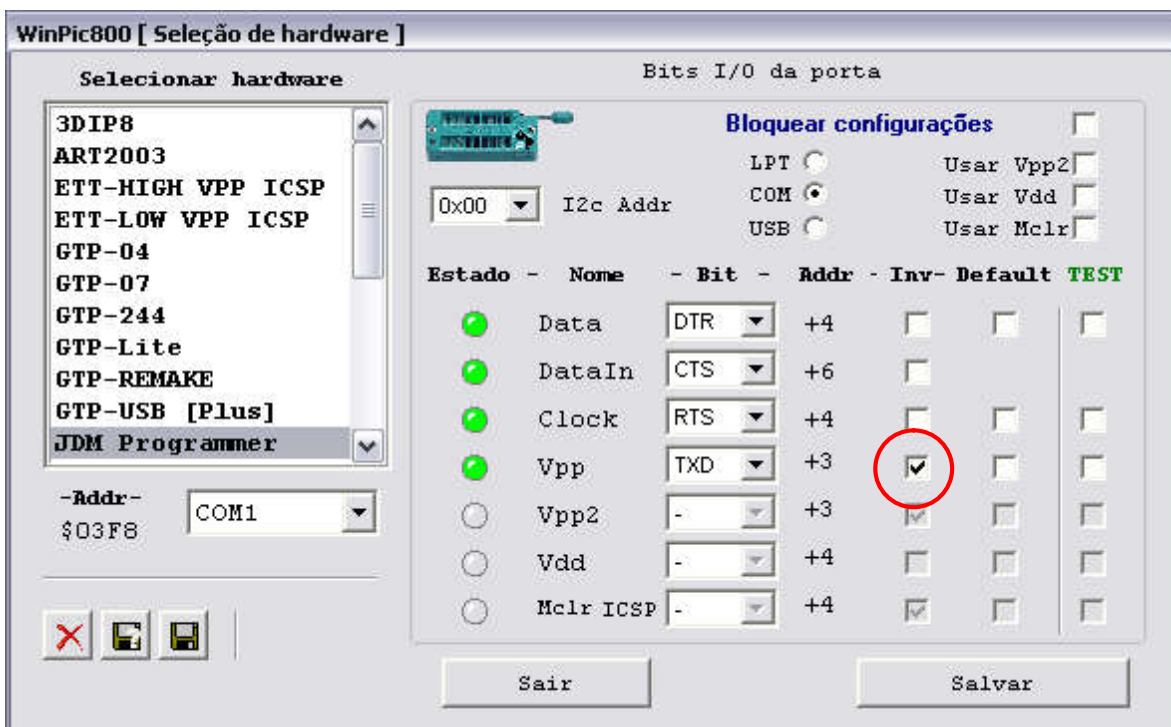 WinPic800 [ Seleção de hardware ]
Selecionar hardware
3DIP8
ART2003
ETT-HIGH VPP ICSP
ETT-LOW VPP ICSP
GTP-04
GTP-07
GTP-244
GTP-Lite
GTP-REMAKE
GTP-USB [Plus]
JDM Programmer
-Addr-
$03F8
COM1
Bits I/O da porta
Bloquear configurações
0x00 I2c Addr
LPT
COM
USB
Usar Vpp2
Usar Vdd
Usar Mclr
Estado - Nome - Bit - Addr - Inv- Default TEST
Data DTR +4
DataIn CTS +6
Clock RTS +4
Vpp TXD +3
Vpp2 - +3
Vdd - +4
Mclr ICSP - +4
Sair
Salvar